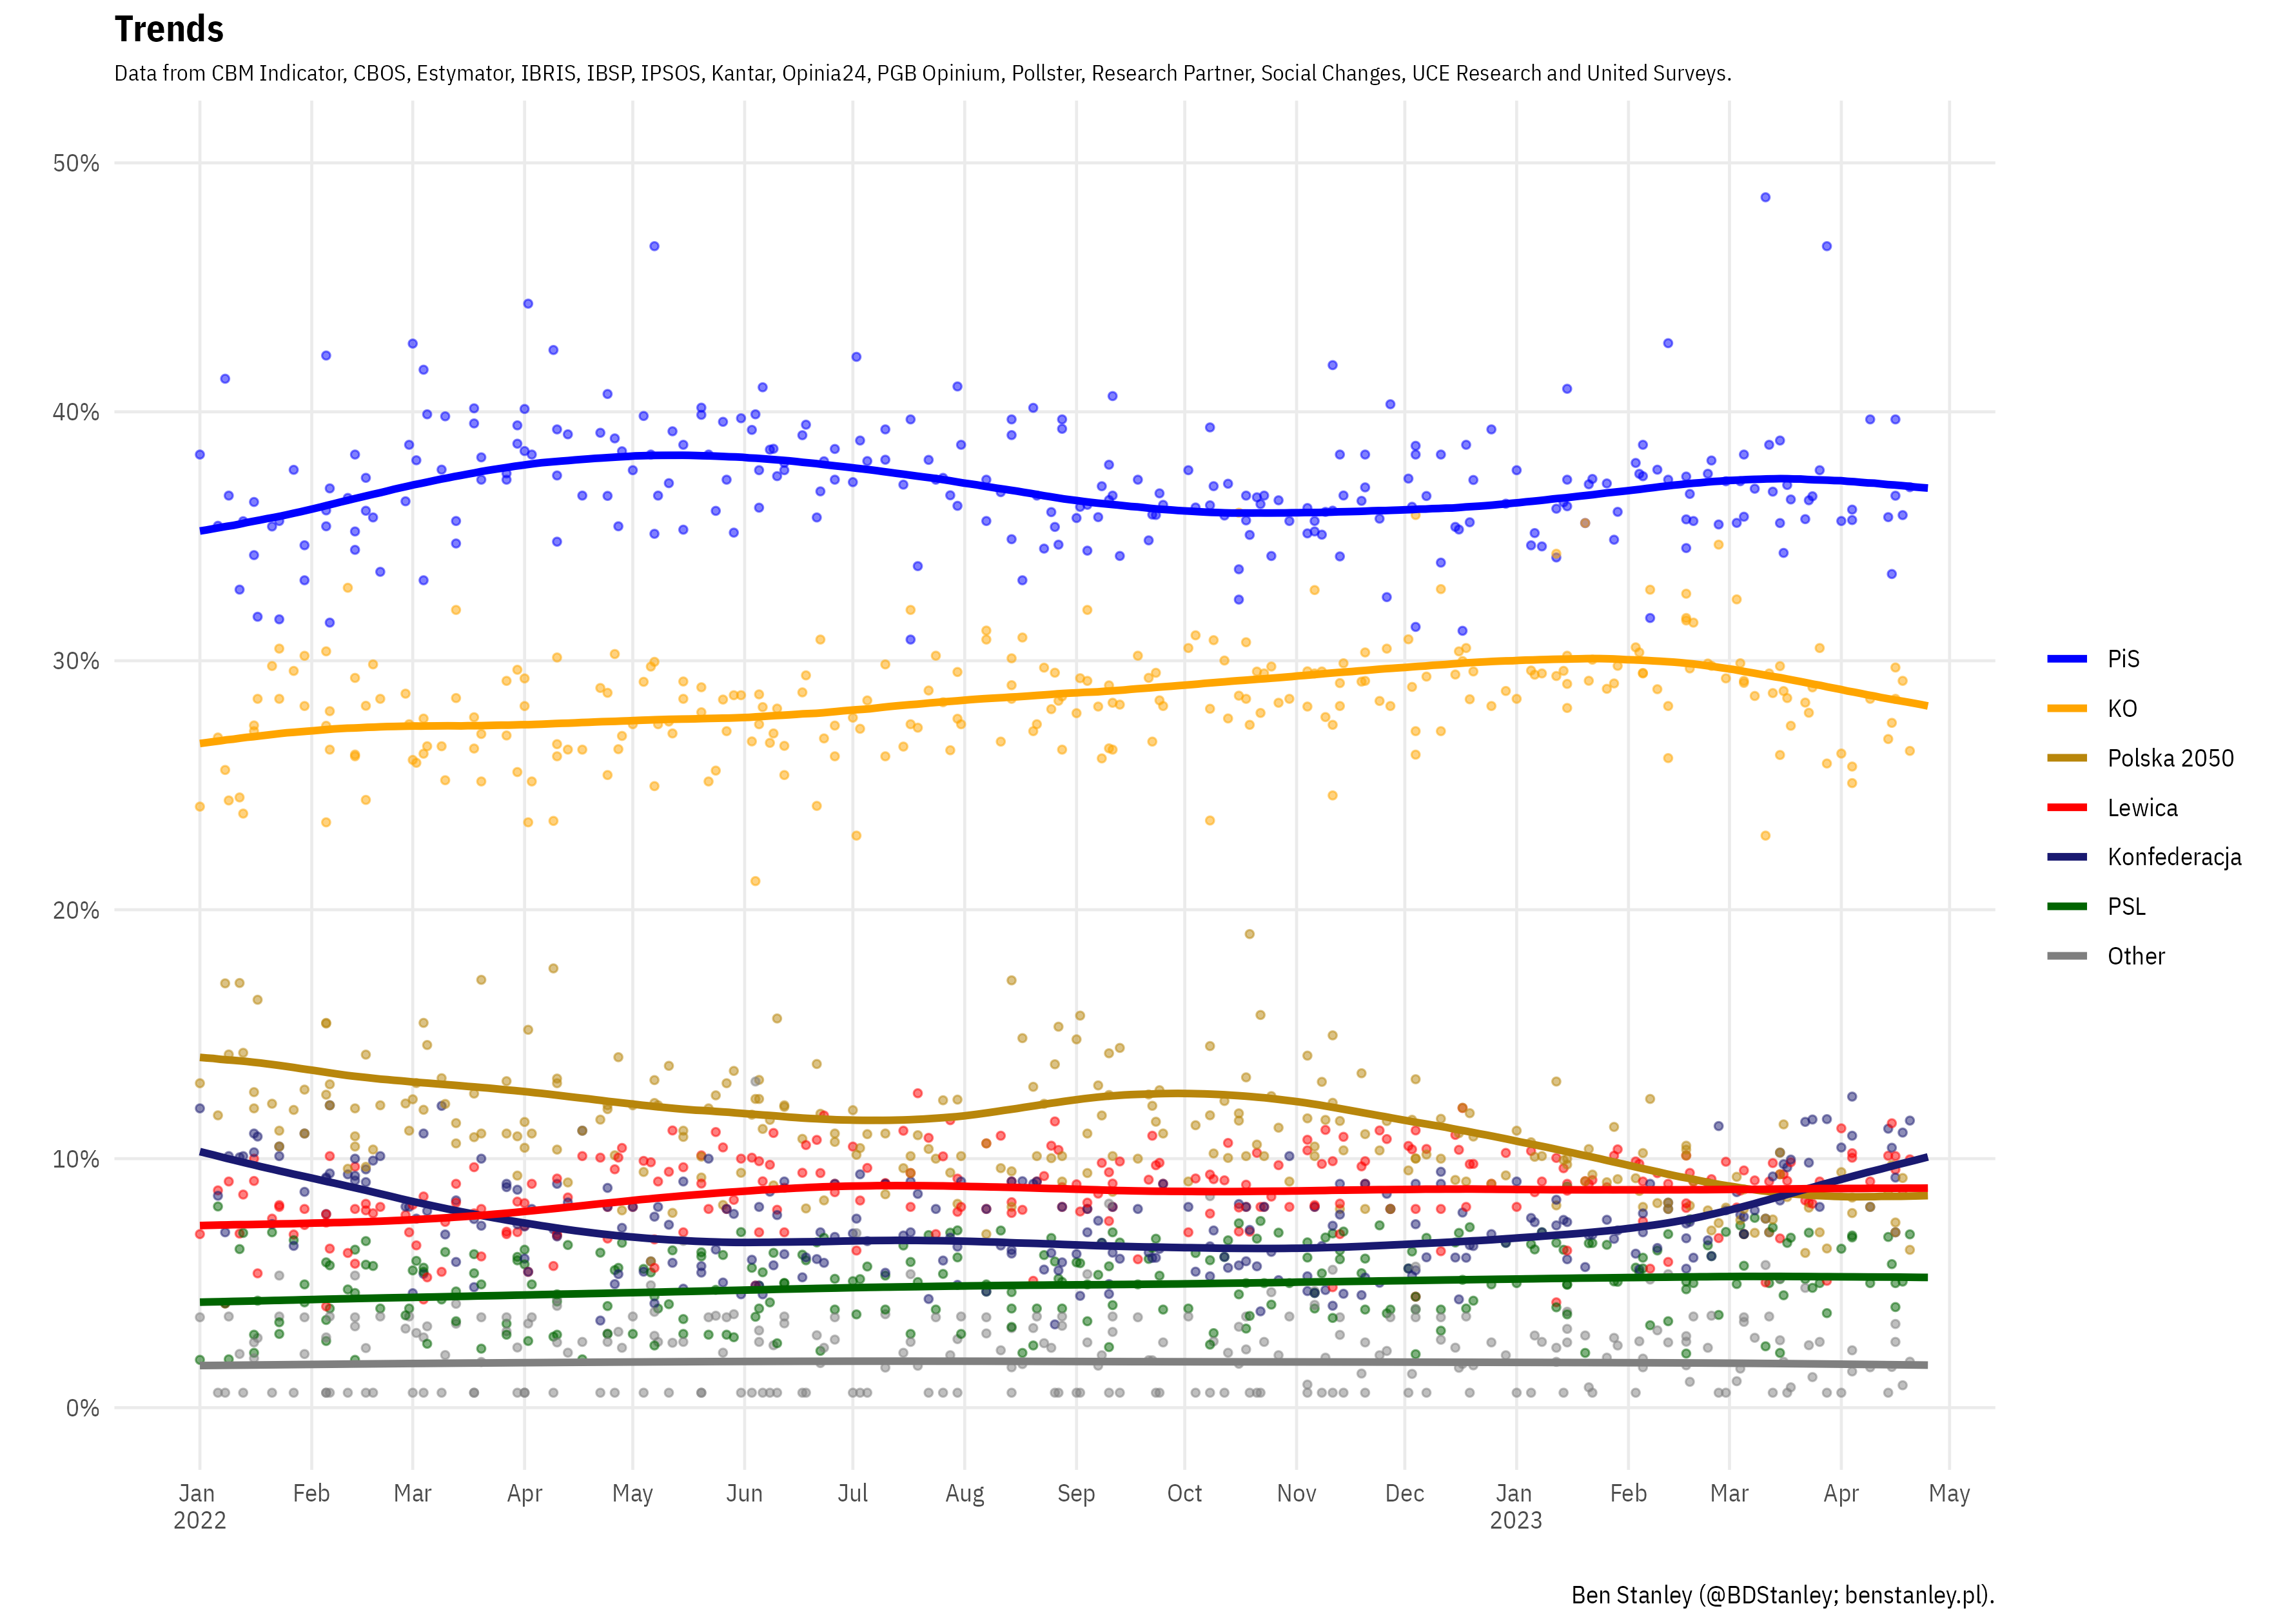 Trends
Data from CBM Indicator, CBOS, Estymator, IBRIS, IBSP, IPSOS, Kantar, Opinia24, PGB Opinium, Pollster, Research Partner, Social Changes, UCE Research and United Surveys.
50%
40%
30%
20%
10%
0%
PiS
KO
Polska 2050
Lewica
Konfederacja
PSL
Other
Jan Feb Mar Apr May Jun Jul Aug Sep Oct Nov Dec Jan Feb Mar Apr May
2022 2023
Ben Stanley (@BDStanley; benstanley.pl).